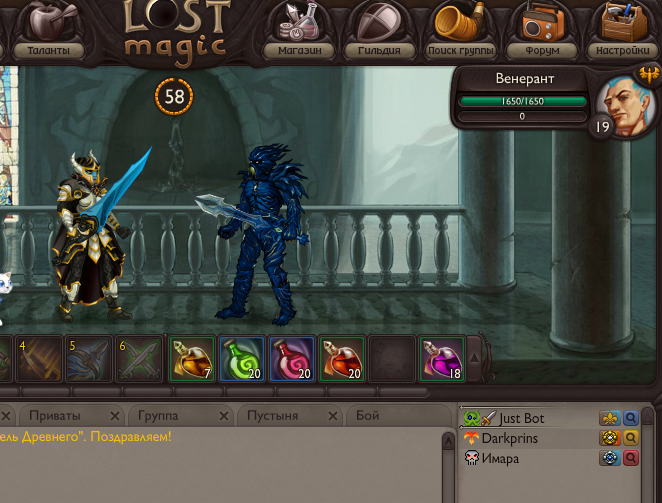 LOST
magic
Таланты
Магазин
Гильдия
Поиск группы
Форум
Настройки
58
Венерант
1650/1650
0
19
4
5
6
7
20
20
20
18
Приваты
Группа
Пустыня
Бой
ель Древнего". Поздравляем!
Just Bot
Darkprins
Имара